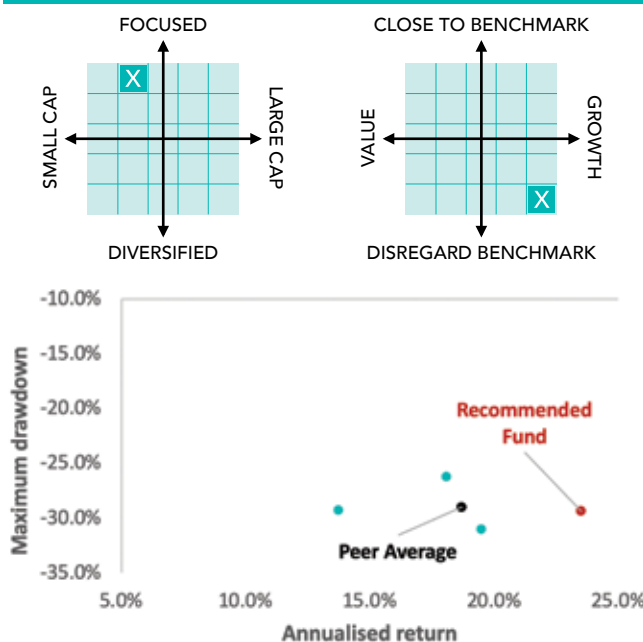 FOCUSED
X
SMALL CAP
LARGE CAP
DIVERSIFIED
CLOSE TO BENCHMARK
VALUE
GROWTH
X
DISREGARD BENCHMARK
Maximum drawdown
-10.0%
-15.0%
-20.0%
-25.0%
-30.0%
-35.0%
Recommended
Fund
Peer Average
5.0%
10.0%
15.0%
20.0%
25.0%
Annualised return